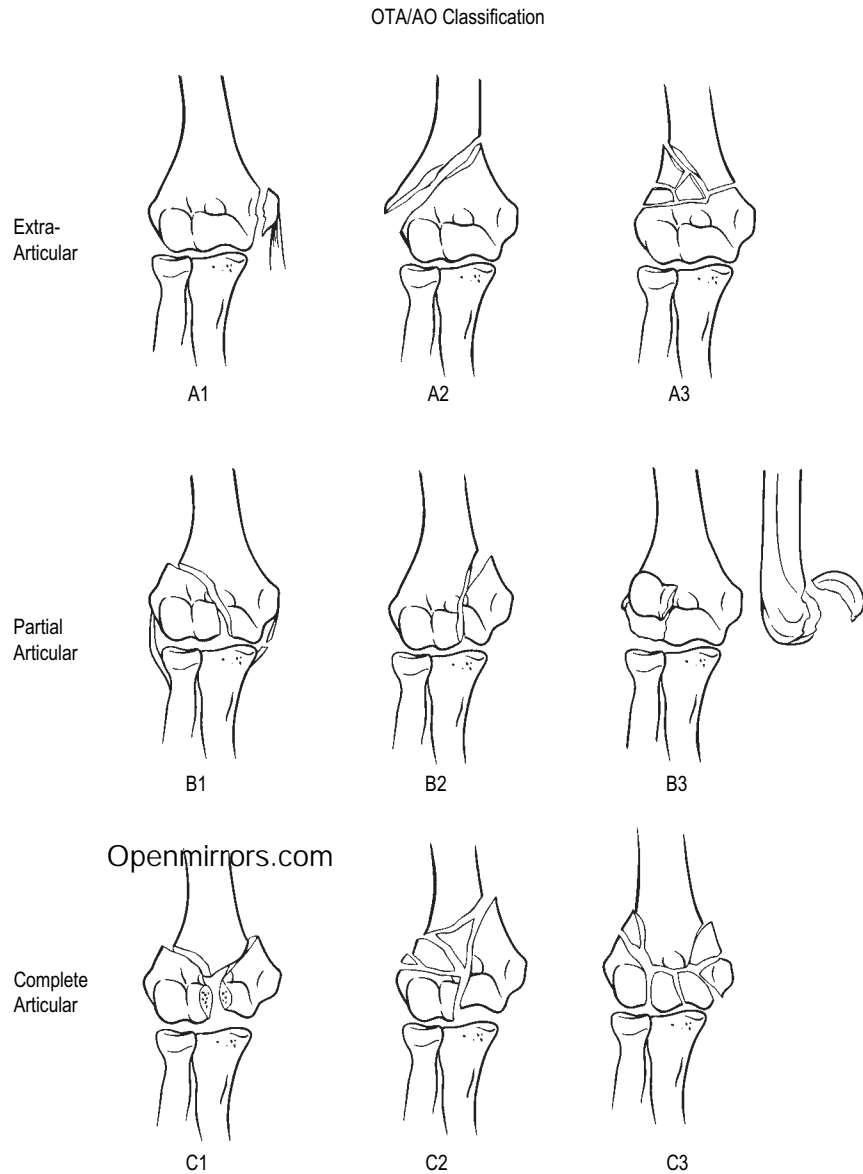 OTA/AO Classification
Extra-
Articular
A1
A2
A3
Partial
Articular
B1
B2
B3
Openmirrors.com
Complete
Articular
C1
C2
C3